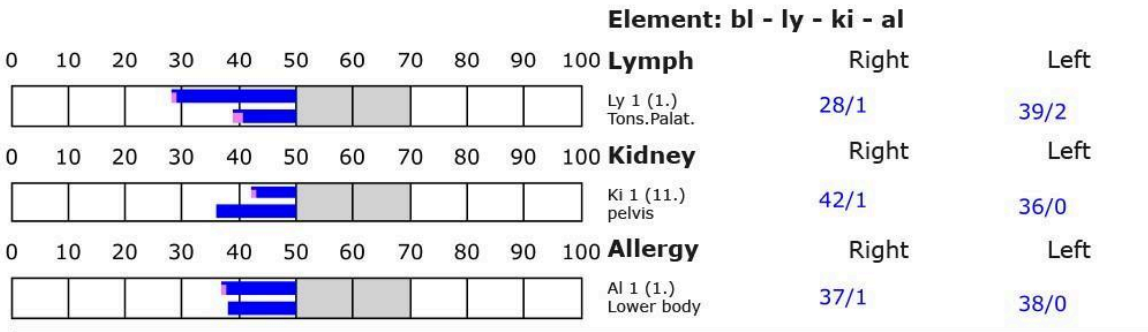 Element: bl - ly - ki - al
0 10 20 30 40 50 60 70 80 90 100 Lymph Right Left
Ly 1 (1.) 28/1 39/2
Tons.Palat.
0 10 20 30 40 50 60 70 80 90 100 Kidney Right Left
Ki 1 (11.) 42/1 36/0
pelvis
0 10 20 30 40 50 60 70 80 90 100 Allergy Right Left
Al 1 (1.) 37/1 38/0
Lower body